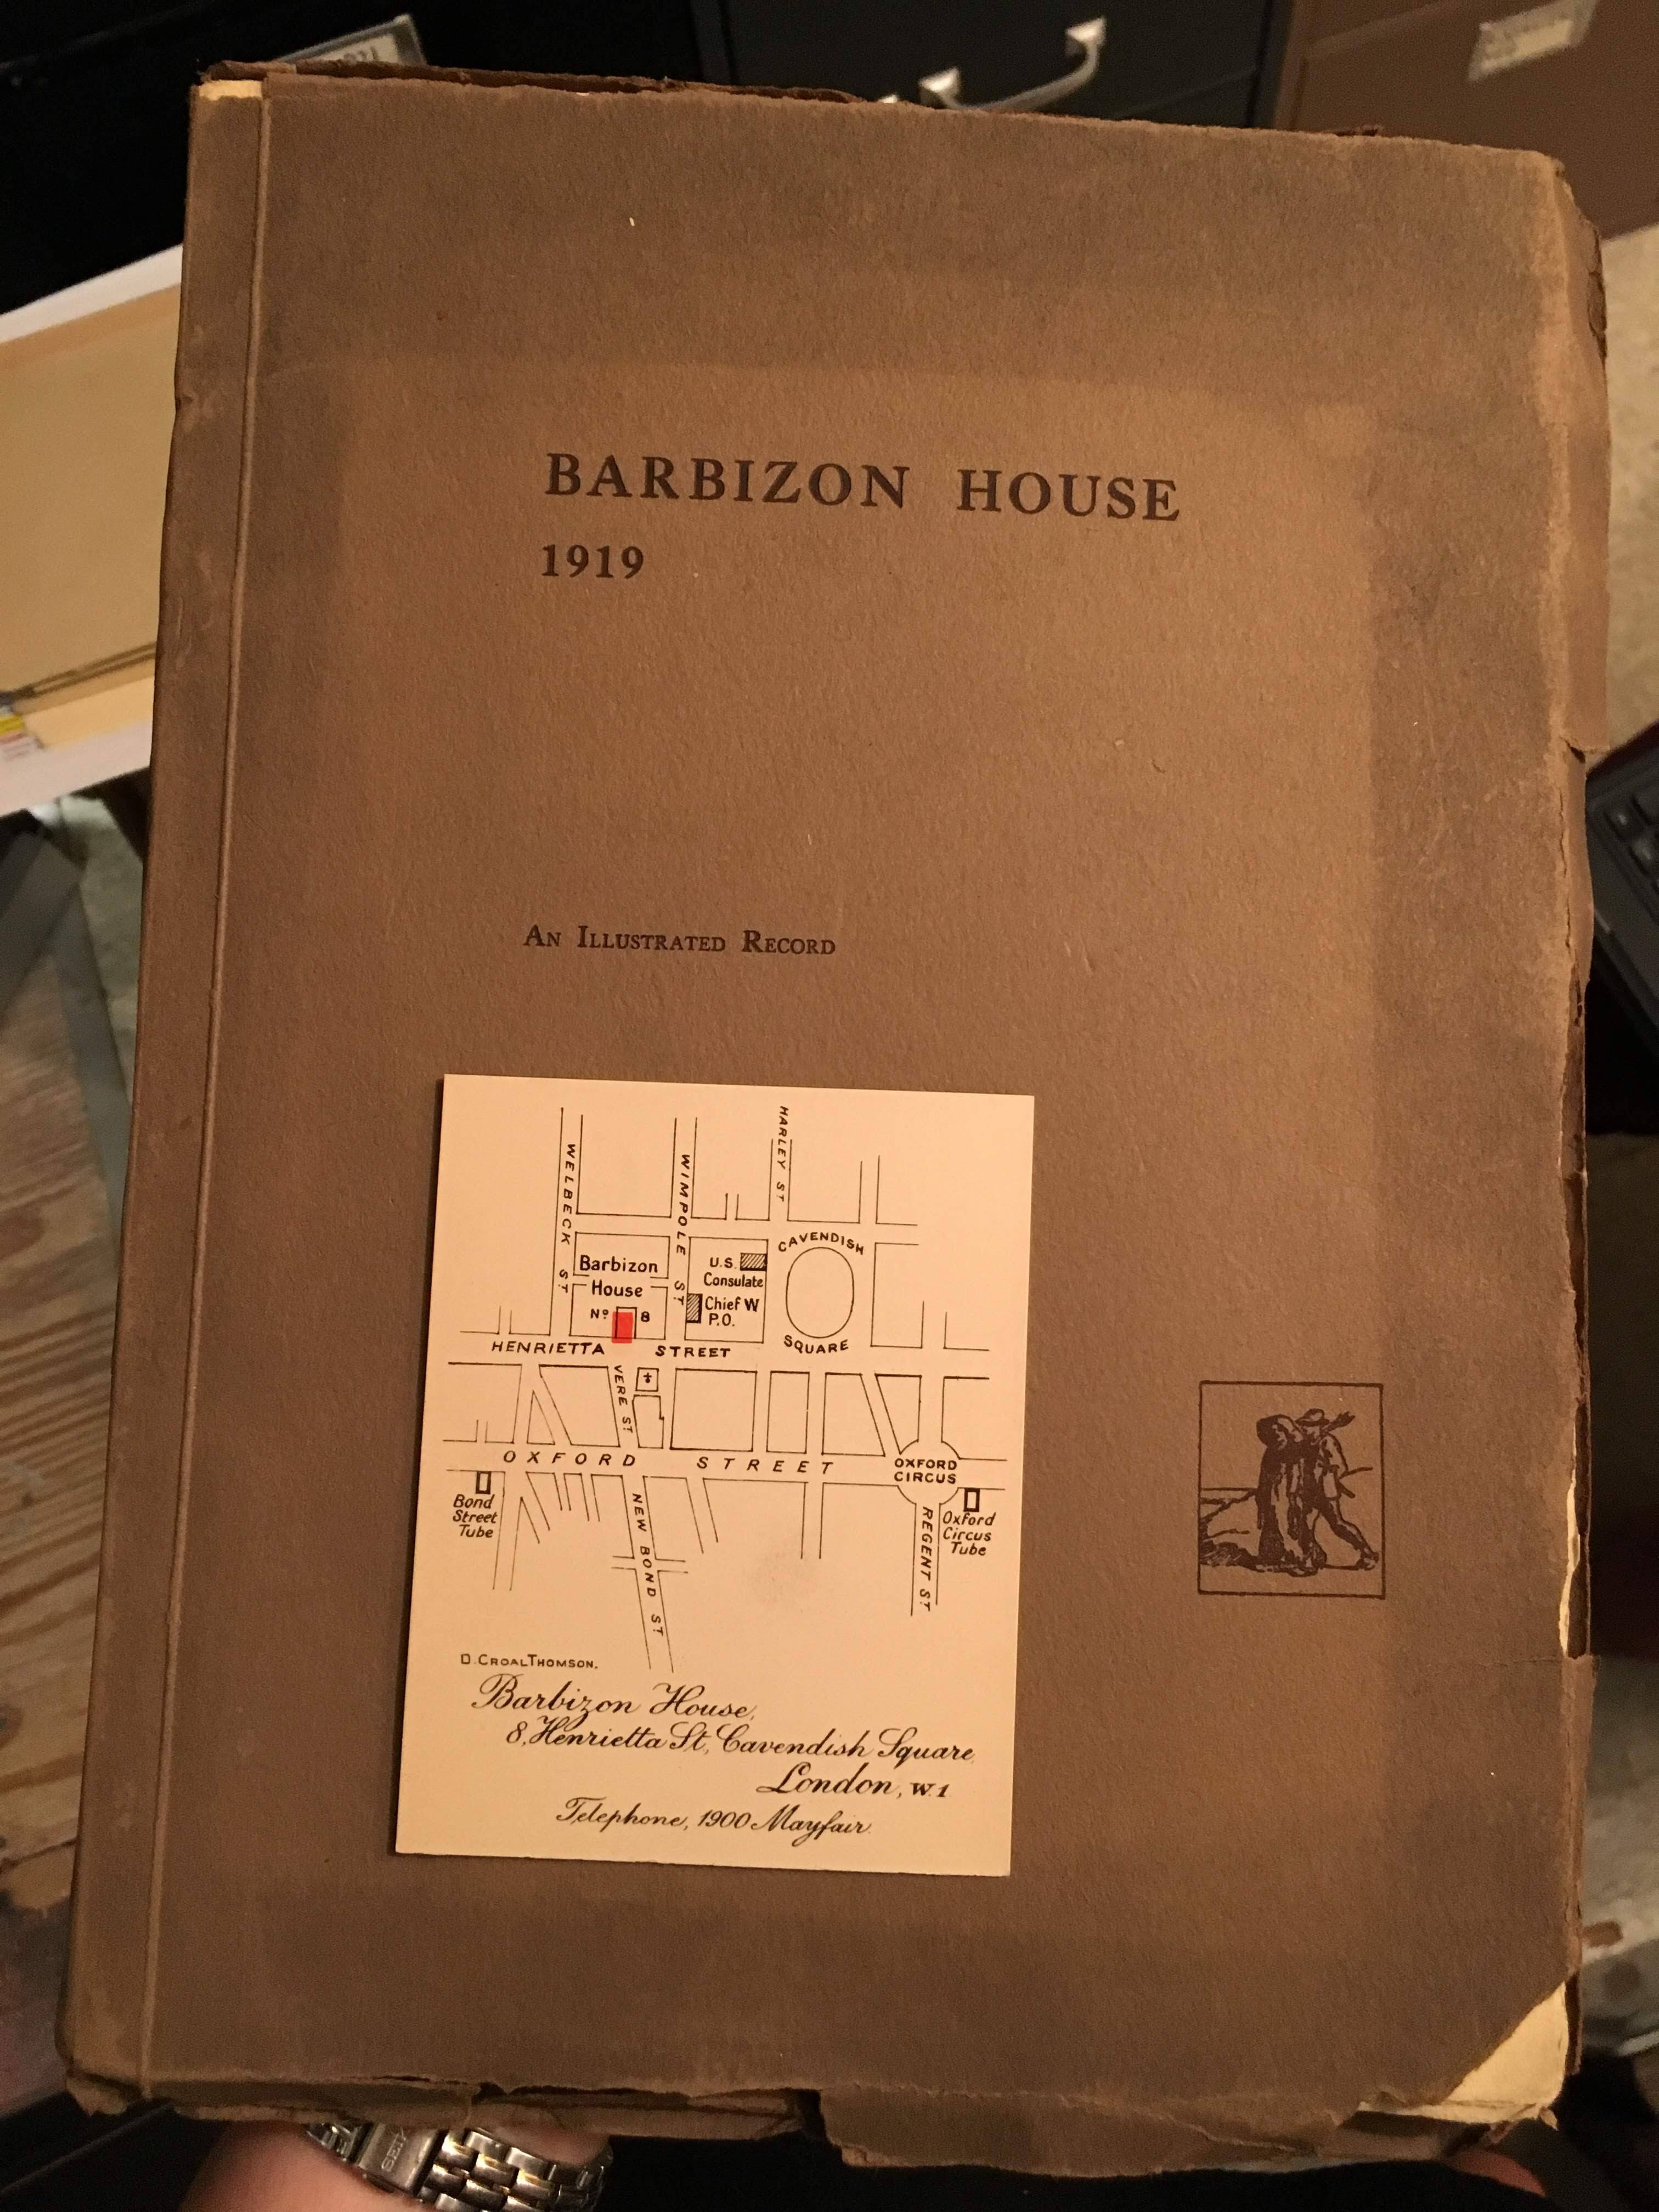 BARBIZON HOUSE
1919
AN ILLUSTRATED RECORD
HARLEY ST
WELBECK ST
WIMPOLE ST
CAVENDISH
SQUARE
Barbizon
House
No 8
U.S.
Consulate
Chief W
P.O.
HENRIETTA STREET
VERE ST
OXFORD STREET
OXFORD
CIRCUS
Bond
Street
Tube
NEW BOND ST
REGENT ST
Oxford
Circus
Tube
D. CROAL THOMSON.
Barbizon House,
8, Henrietta St, Cavendish Square,
London, W.1
Telephone, 1900 Mayfair.